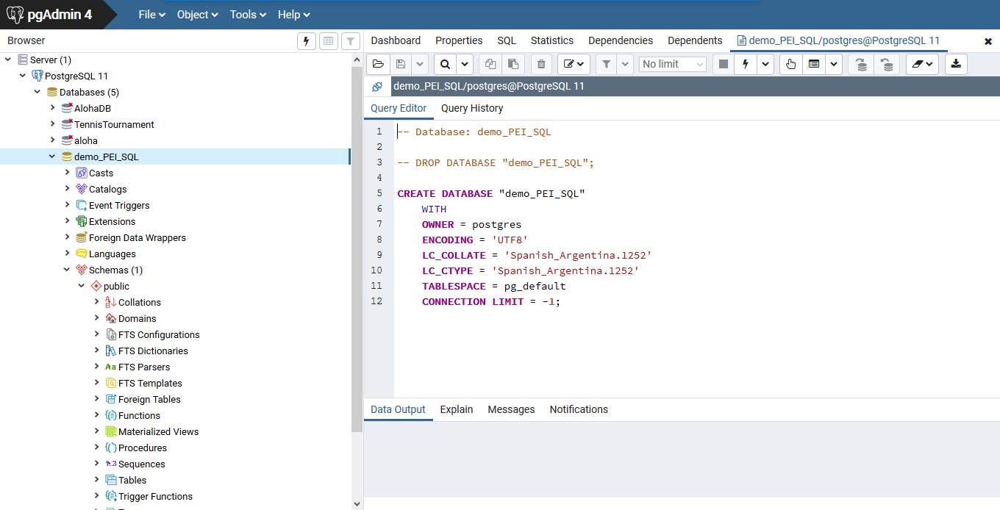 pgAdmin 4
File Object Tools Help
Browser
Server (1)
PostgreSQL 11
Databases (5)
AlohaDB
TennisTournament
aloha
demo_PEI_SQL
Casts
Catalogs
Event Triggers
Extensions
Foreign Data Wrappers
Languages
Schemas (1)
public
Collations
Domains
FTS Configurations
FTS Dictionaries
Aa FTS Parsers
FTS Templates
Foreign Tables
Functions
Materialized Views
Procedures
1..3 Sequences
Tables
Trigger Functions
Dashboard Properties SQL Statistics Dependencies Dependents demo_PEI_SQL/postgres@PostgreSQL 11
No limit
demo_PEI_SQL/postgres@PostgreSQL 11
Query Editor Query History
1 -- Database: demo_PEI_SQL
2
3 -- DROP DATABASE "demo_PEI_SQL";
4
5 CREATE DATABASE "demo_PEI_SQL"
6 WITH
7 OWNER = postgres
8 ENCODING = 'UTF8'
9 LC_COLLATE = 'Spanish_Argentina.1252'
10 LC_CTYPE = 'Spanish_Argentina.1252'
11 TABLESPACE = pg_default
12 CONNECTION LIMIT = -1;
Data Output Explain Messages Notifications